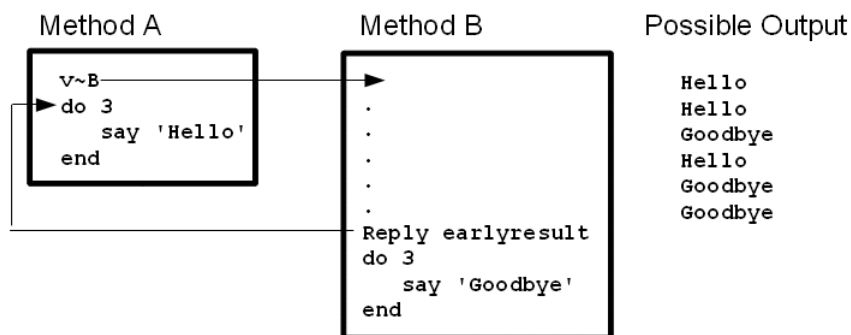 Method A
v~B
do 3
say 'Hello'
end
Method B
.
.
.
.
.
.
Reply earlyresult
do 3
say 'Goodbye'
end
Possible Output
Hello
Hello
Goodbye
Hello
Goodbye
Goodbye